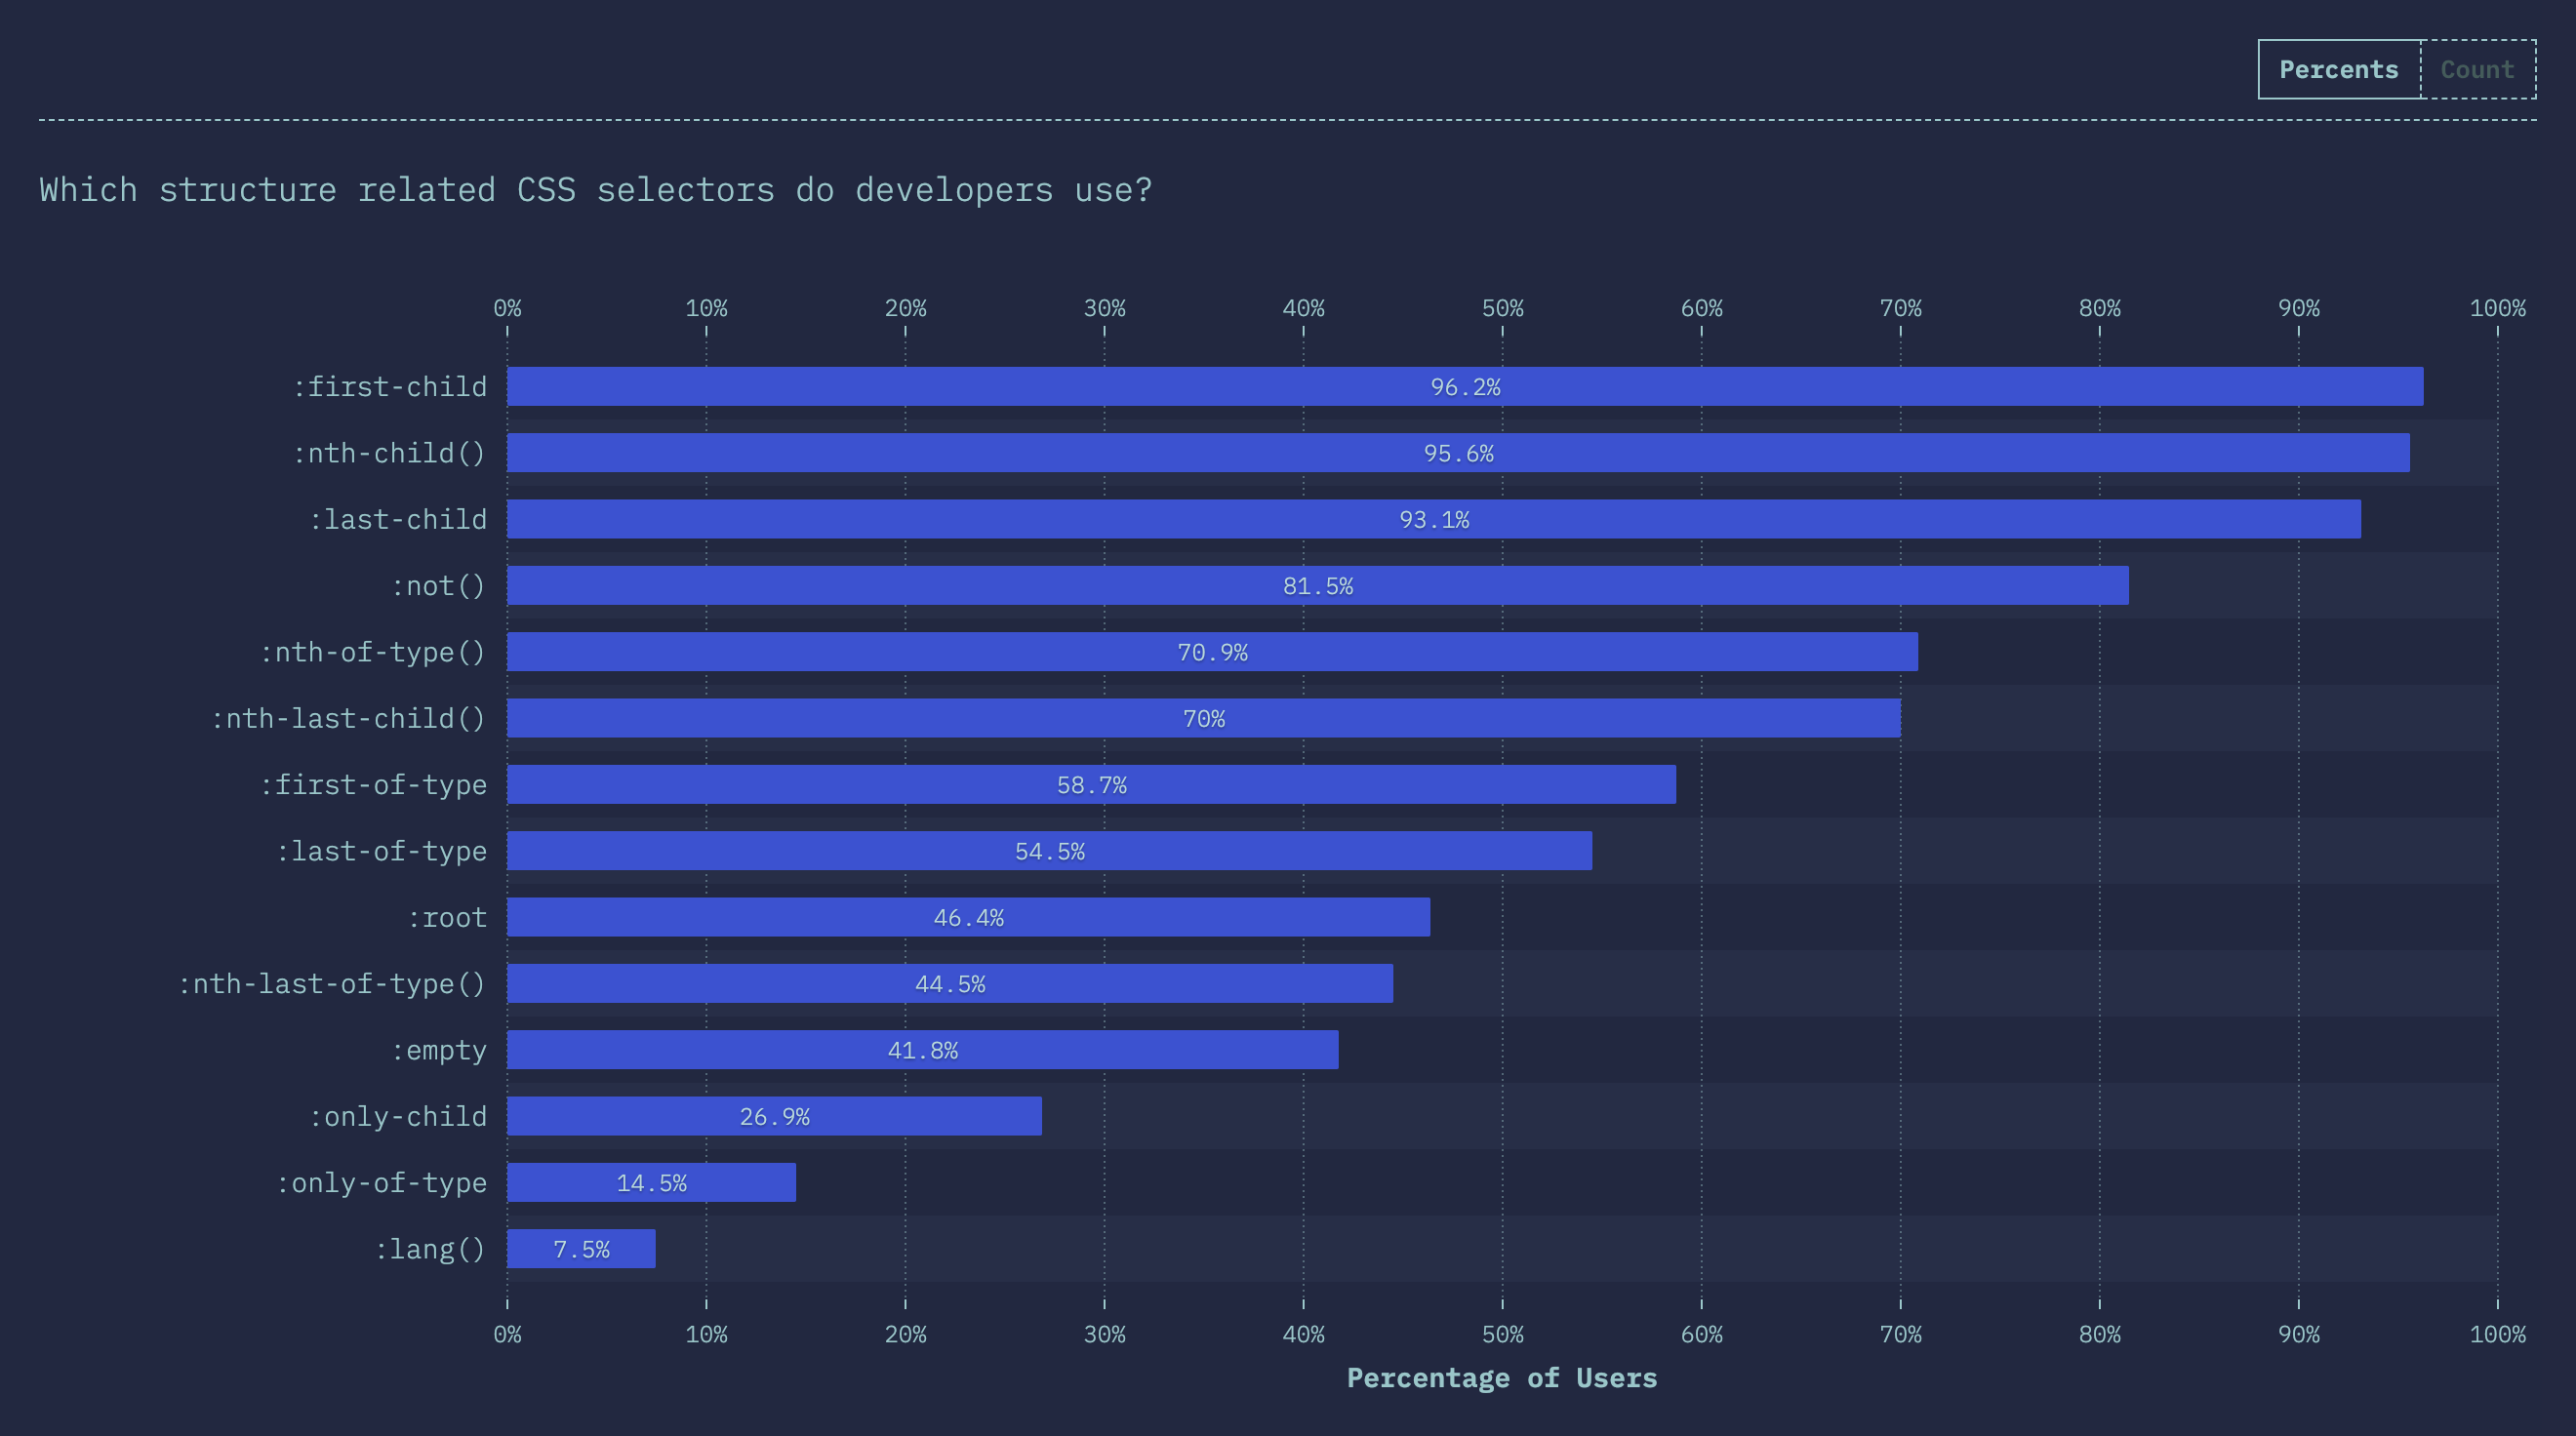 Percents Count
Which structure related CSS selectors do developers use?
0% 10% 20% 30% 40% 50% 60% 70% 80% 90% 100%
:first-child 96.2%
:nth-child() 95.6%
:last-child 93.1%
:not() 81.5%
:nth-of-type() 70.9%
:nth-last-child() 70%
:first-of-type 58.7%
:last-of-type 54.5%
:root 46.4%
:nth-last-of-type() 44.5%
:empty 41.8%
:only-child 26.9%
:only-of-type 14.5%
:lang() 7.5%
0% 10% 20% 30% 40% 50% 60% 70% 80% 90% 100%
Percentage of Users